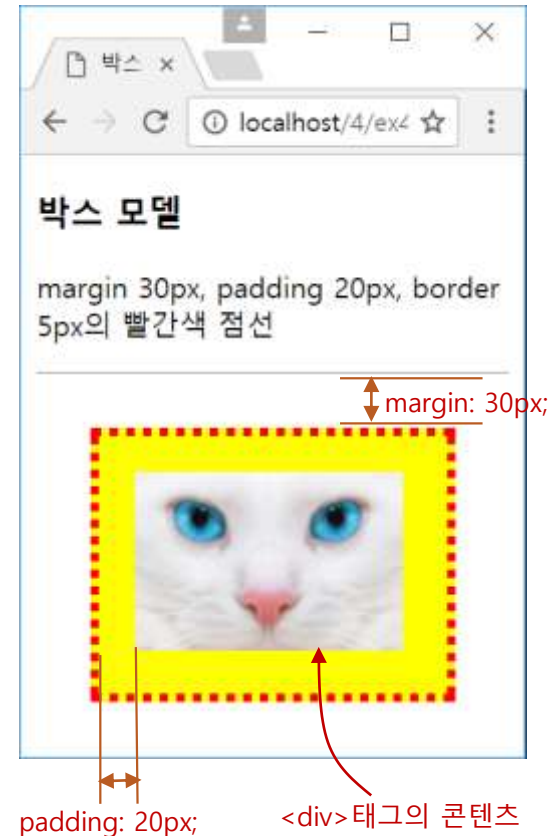 박스
localhost/4/ex4
박스 모델
margin 30px, padding 20px, border
5px의 빨간색 점선
margin: 30px;
padding: 20px;
<div>태그의 콘텐츠